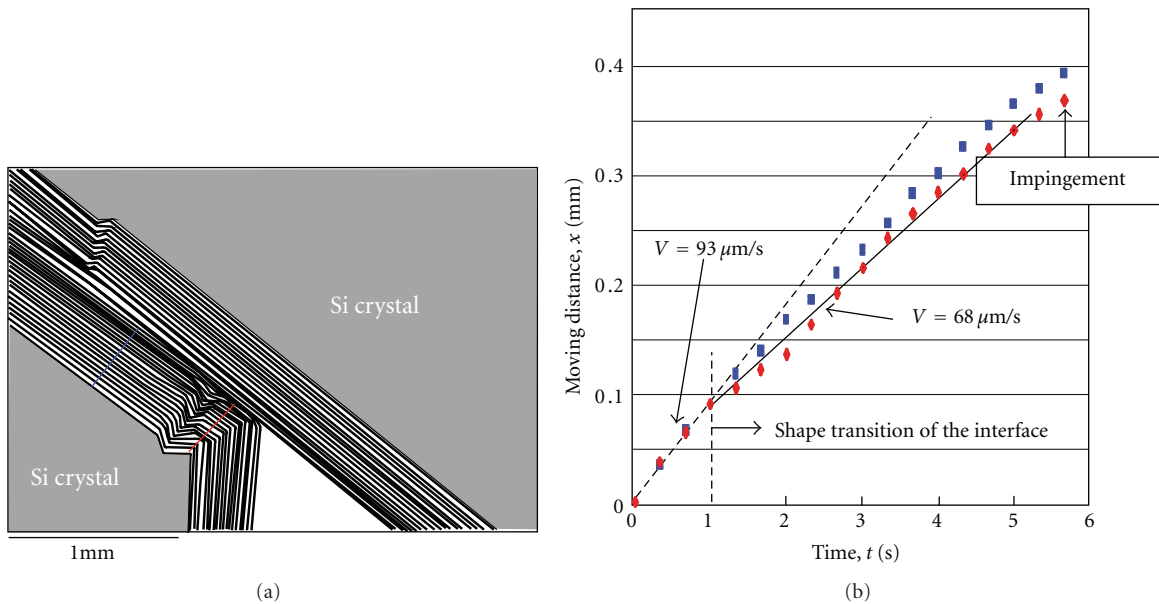 Si crystal
Si crystal
1mm
(a)
Moving distance, x (mm)
0.4
0.3
0.2
0.1
0
V = 93 μm/s
V = 68 μm/s
Impingement
Shape transition of the interface
0 1 2 3 4 5 6
Time, t (s)
(b)